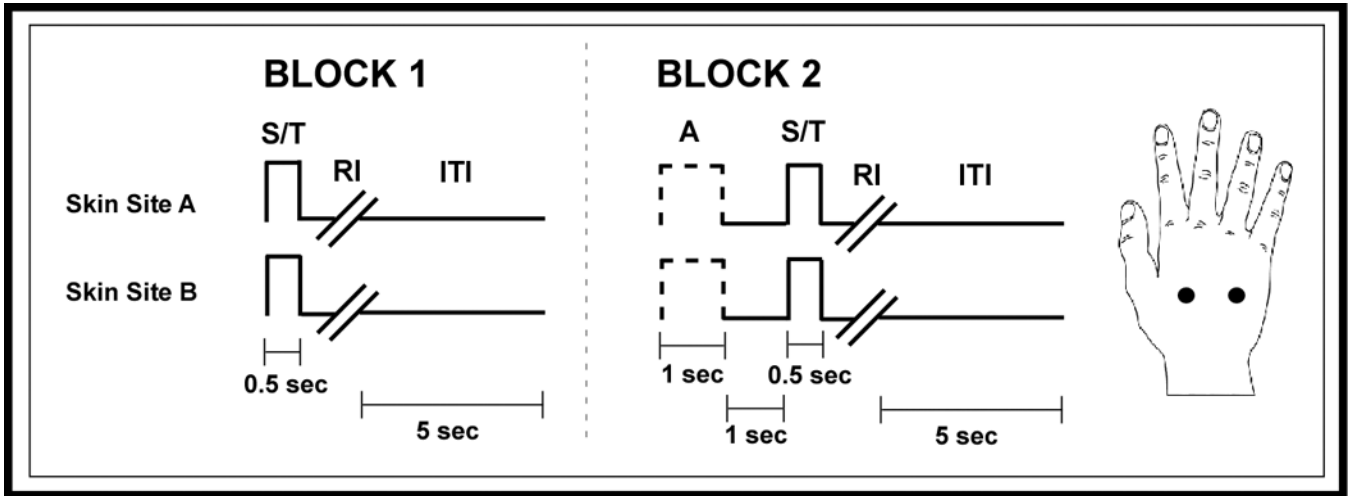 BLOCK 1
S/T
RI
ITI
Skin Site A
Skin Site B
0.5 sec
5 sec
BLOCK 2
A
S/T
RI
ITI
1 sec
0.5 sec
1 sec
5 sec